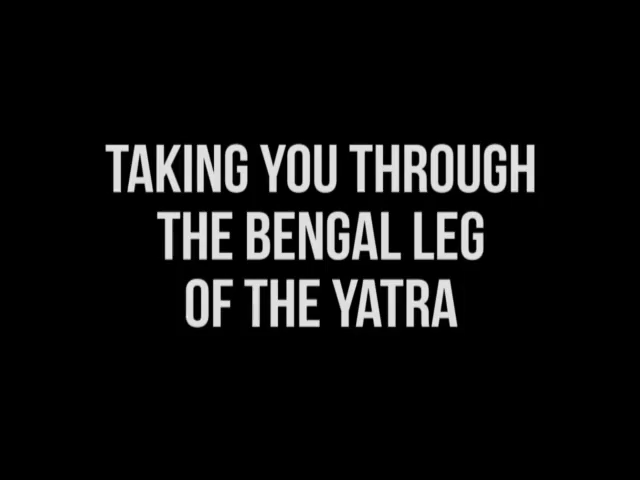 TAKING YOU THROUGH
THE BENGAL LEG
OF THE YATRA